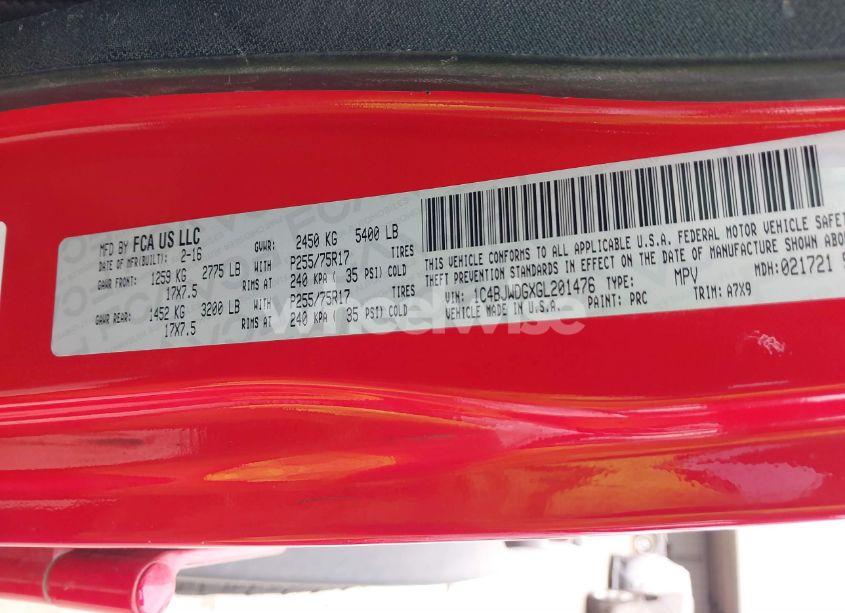 MFD BY FCA US LLC
DATE OF MFR(BUILT): 2-16 GVWR: 2450 KG 5400 LB
GAWR FRONT: 1259 KG 2775 LB WITH P255/75R17 TIRES
17X7.5 RIMS AT 240 KPA ( 35 PSI) COLD
GAWR REAR: 1452 KG 3200 LB WITH P255/75R17 TIRES
17X7.5 RIMS AT 240 KPA ( 35 PSI) COLD
THIS VEHICLE CONFORMS TO ALL APPLICABLE U.S.A. FEDERAL MOTOR VEHICLE SAFETY
THEFT PREVENTION STANDARDS IN EFFECT ON THE DATE OF MANUFACTURE SHOWN ABOVE
VIN: 1C4BJWDGXGL201476 TYPE: MPV MDH: 021721
VEHICLE MADE IN U.S.A. PAINT: PRC TRIM: A7X9
Wheelwise